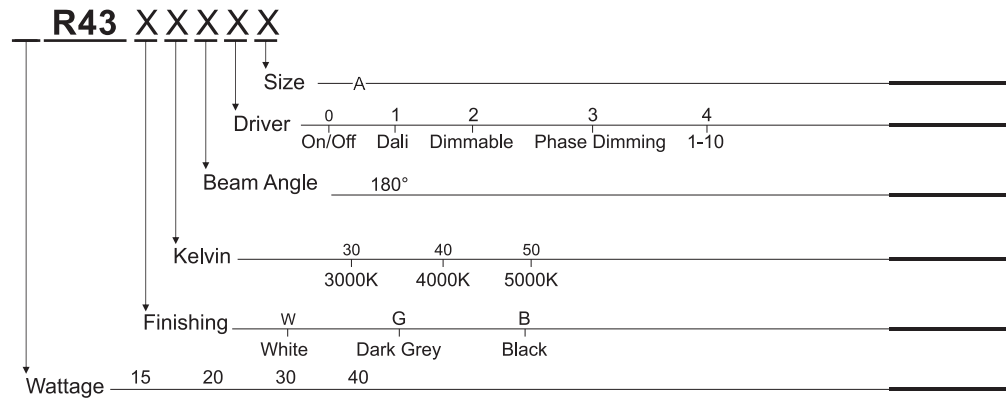 R43 X X X X X
Size A
Driver 0 1 2 3 4
On/Off Dali Dimmable Phase Dimming 1-10
Beam Angle 180°
Kelvin 30 40 50
3000K 4000K 5000K
Finishing W G B
White Dark Grey Black
Wattage 15 20 30 40